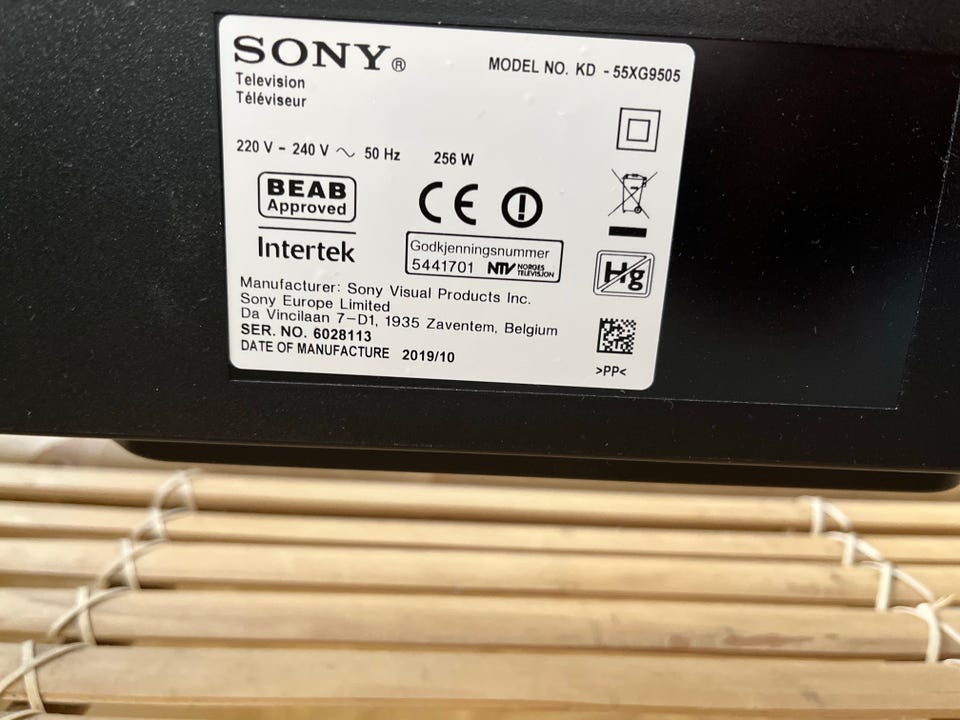 SONY®
Television
Téléviseur
MODEL NO. KD - 55XG9505
220 V - 240 V ~ 50 Hz 256 W
BEAB
Approved
Intertek
CE
Godkjenningsnummer
5441701 NTV NORGES TELEVISJON
Hg
Manufacturer: Sony Visual Products Inc.
Sony Europe Limited
Da Vincilaan 7-D1, 1935 Zaventem, Belgium
SER. NO. 6028113
DATE OF MANUFACTURE 2019/10
>PP<